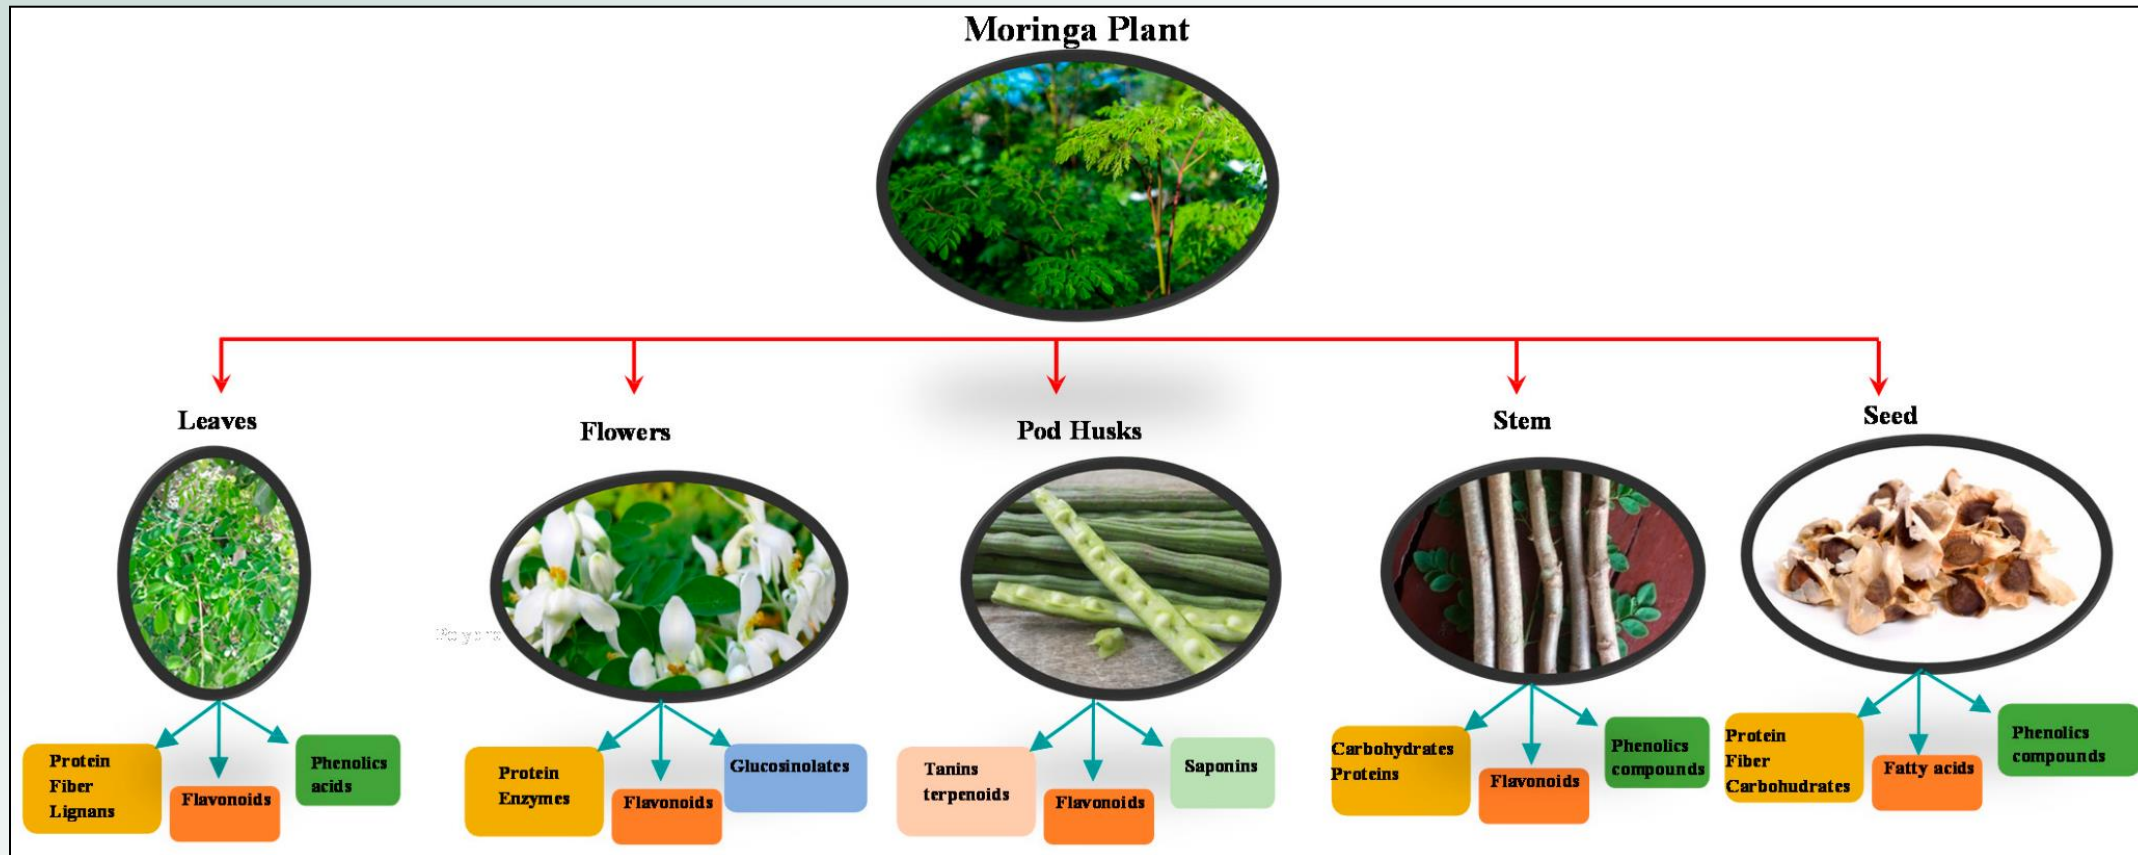 Moringa Plant
Leaves
Flowers
Pod Husks
Stem
Seed
Protein
Fiber
Lignans
Flavonoids
Phenolics
acids
Protein
Enzymes
Flavonoids
Glucosinolates
Tanins
terpenoids
Flavonoids
Saponins
Carbohydrates
Proteins
Flavonoids
Phenolics
compounds
Protein
Fiber
Carbohudrates
Fatty acids
Phenolics
compounds